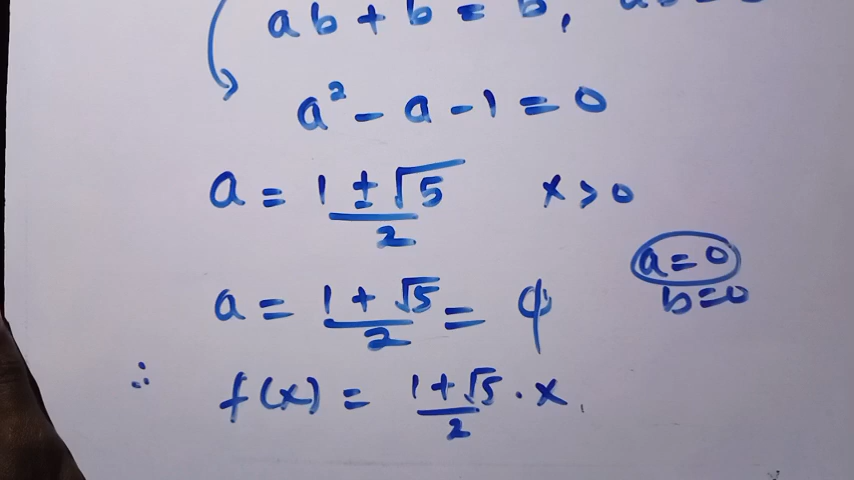 ab + b = b,
a² - a - 1 = 0
a = (1 ± √5)/2    x > 0
a = 0
b = 0
a = (1 + √5)/2 = φ
∴ f(x) = (1 + √5)/2 · x